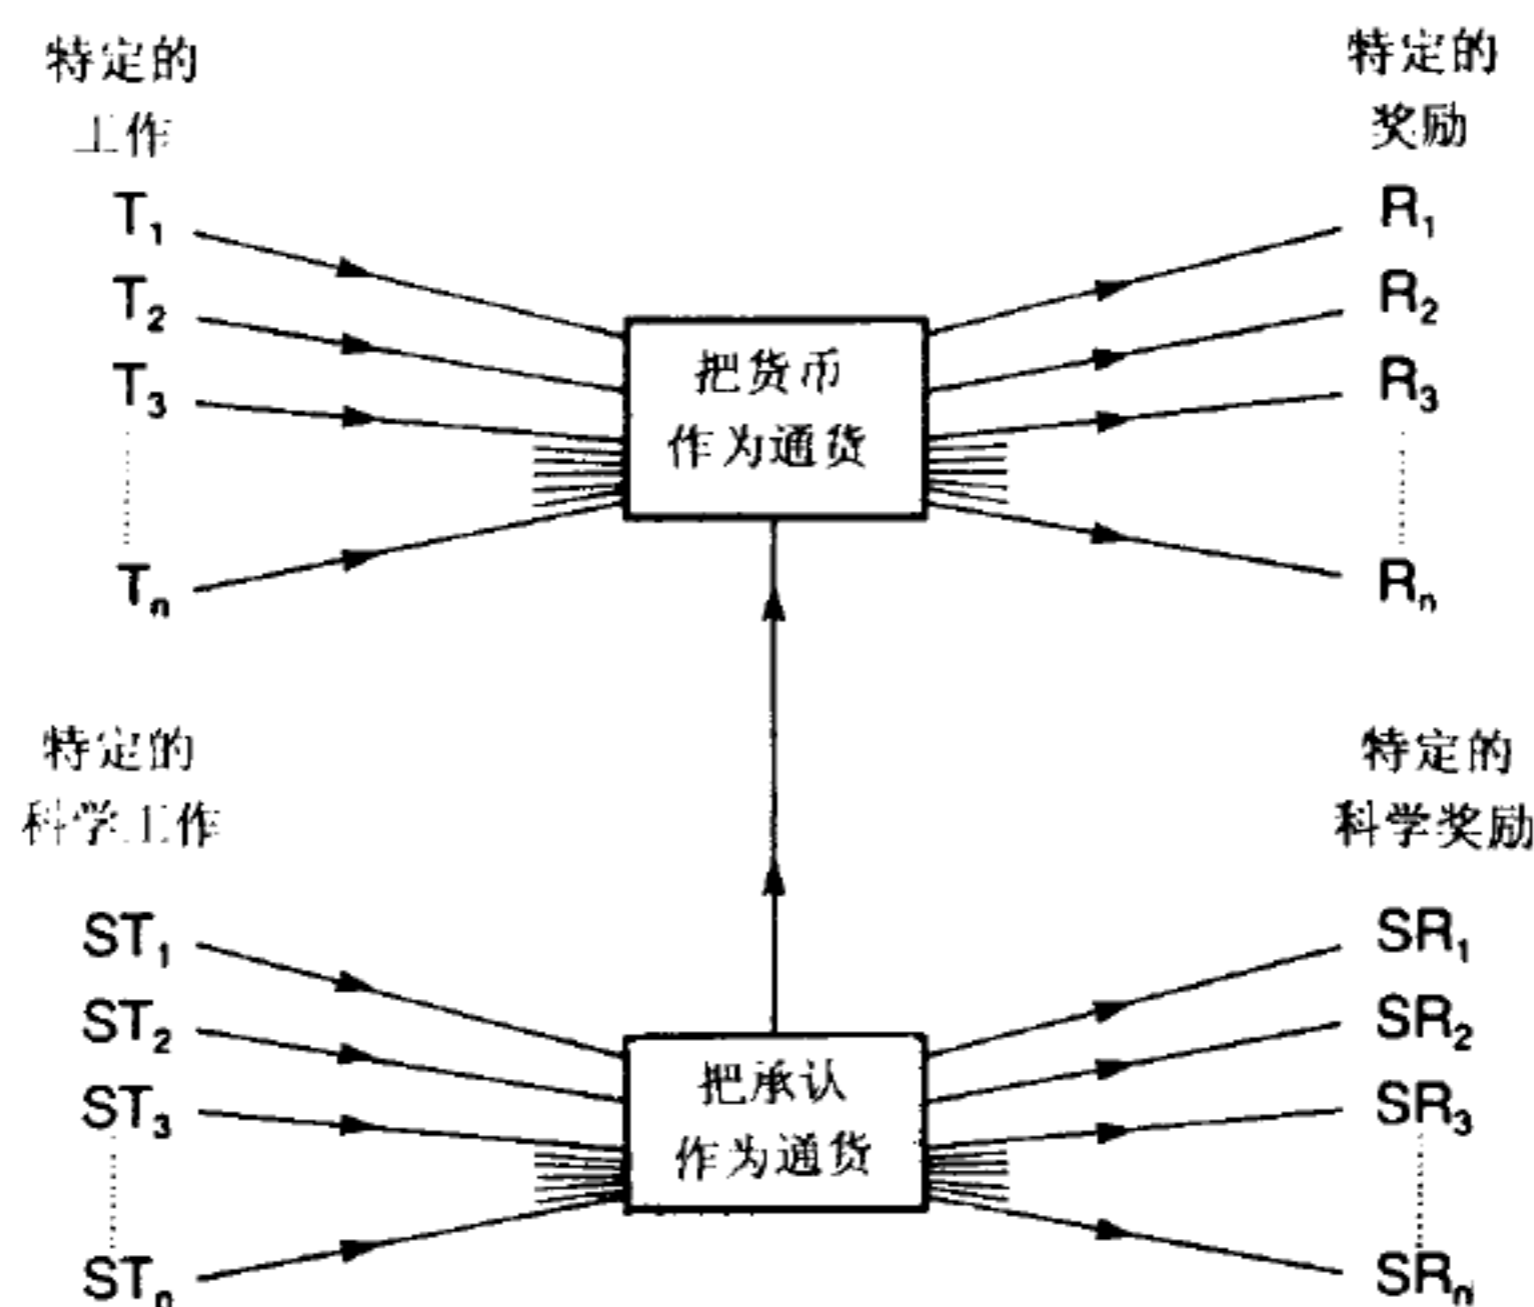 特定的
工作
特定的
奖励
T₁
T₂
T₃
Tₙ
把货币
作为通货
R₁
R₂
R₃
Rₙ
特定的
科学工作
特定的
科学奖励
ST₁
ST₂
ST₃
STₙ
把承认
作为通货
SR₁
SR₂
SR₃
SRₙ